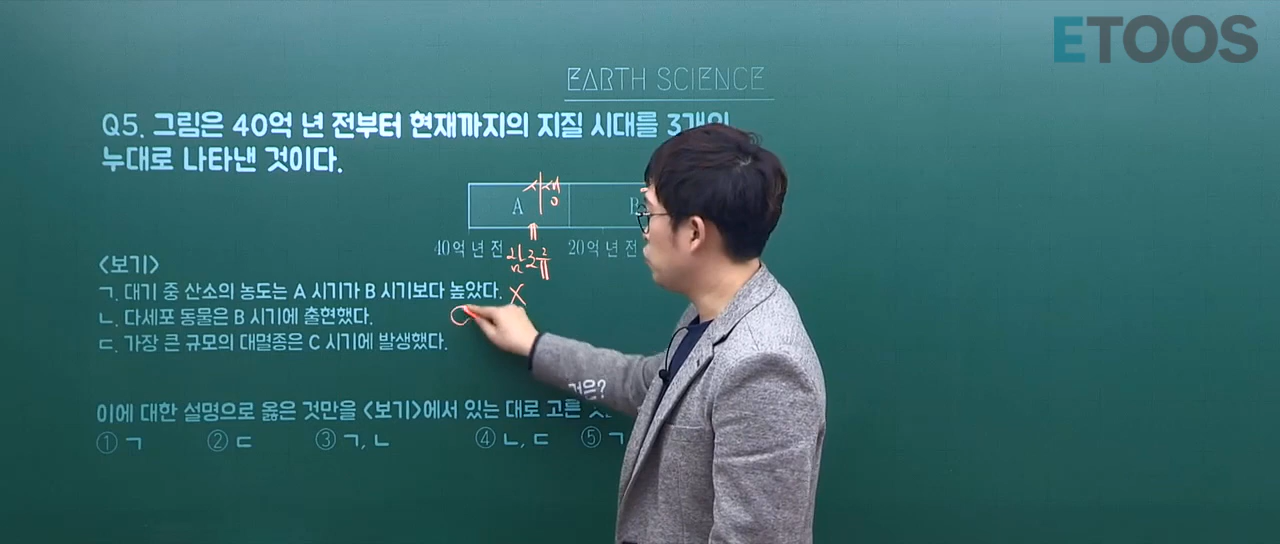 ETOOS
EARTH SCIENCE
Q5. 그림은 40억 년 전부터 현재까지의 지질 시대를 3개의
누대로 나타낸 것이다.
시생
A B
40억 년 전 20억 년 전
<보기>
ㄱ. 대기 중 산소의 농도는 A 시기가 B 시기보다 높았다. X
ㄴ. 다세포 동물은 B 시기에 출현했다.
ㄷ. 가장 큰 규모의 대멸종은 C 시기에 발생했다.
이에 대한 설명으로 옳은 것만을 <보기>에서 있는 대로 고른 것은?
① ㄱ ② ㄷ ③ ㄱ, ㄴ ④ ㄴ, ㄷ ⑤ ㄱ